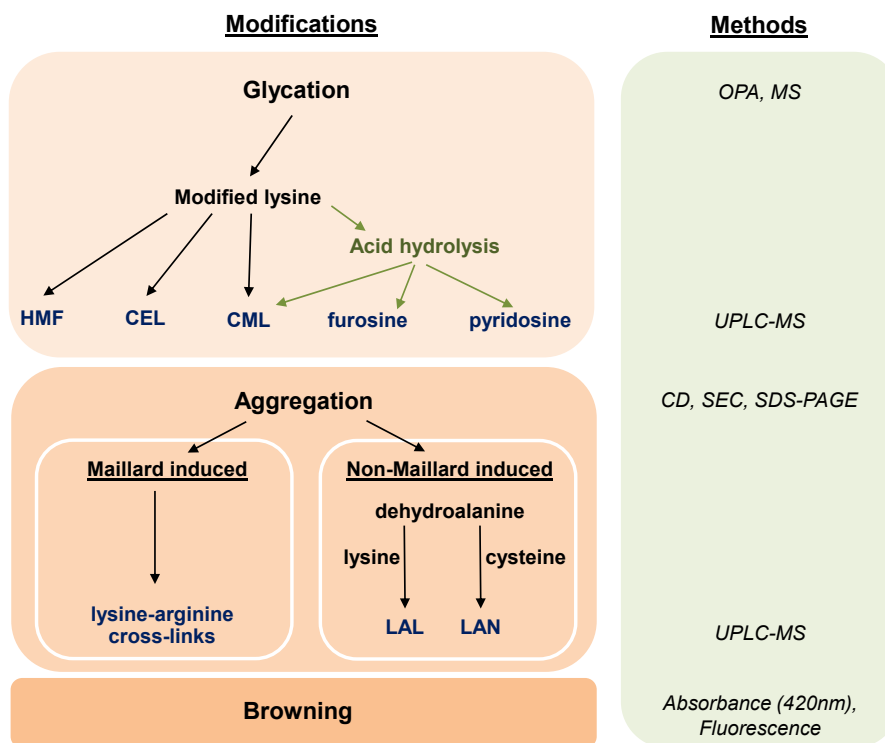 Modifications
Methods
Glycation
OPA, MS
Modified lysine
Acid hydrolysis
HMF
CEL
CML
furosine
pyridosine
UPLC-MS
Aggregation
CD, SEC, SDS-PAGE
Maillard induced
Non-Maillard induced
dehydroalanine
lysine
cysteine
lysine-arginine
cross-links
LAL
LAN
UPLC-MS
Browning
Absorbance (420nm),
Fluorescence